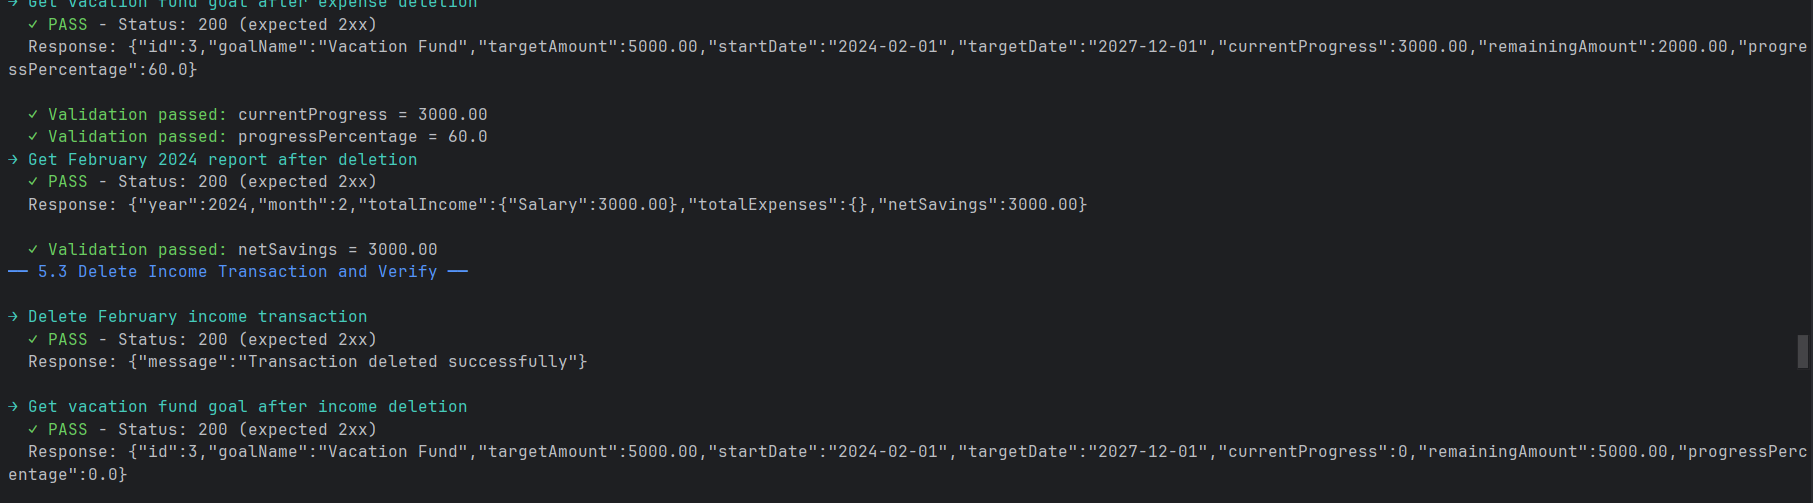 → Get vacation fund goal after expense deletion
✓ PASS - Status: 200 (expected 2xx)
Response: {"id":3,"goalName":"Vacation Fund","targetAmount":5000.00,"startDate":"2024-02-01","targetDate":"2027-12-01","currentProgress":3000.00,"remainingAmount":2000.00,"progre
ssPercentage":60.0}
✓ Validation passed: currentProgress = 3000.00
✓ Validation passed: progressPercentage = 60.0
→ Get February 2024 report after deletion
✓ PASS - Status: 200 (expected 2xx)
Response: {"year":2024,"month":2,"totalIncome":{"Salary":3000.00},"totalExpenses":{},"netSavings":3000.00}
✓ Validation passed: netSavings = 3000.00
── 5.3 Delete Income Transaction and Verify ──
→ Delete February income transaction
✓ PASS - Status: 200 (expected 2xx)
Response: {"message":"Transaction deleted successfully"}
→ Get vacation fund goal after income deletion
✓ PASS - Status: 200 (expected 2xx)
Response: {"id":3,"goalName":"Vacation Fund","targetAmount":5000.00,"startDate":"2024-02-01","targetDate":"2027-12-01","currentProgress":0,"remainingAmount":5000.00,"progressPerc
entage":0.0}